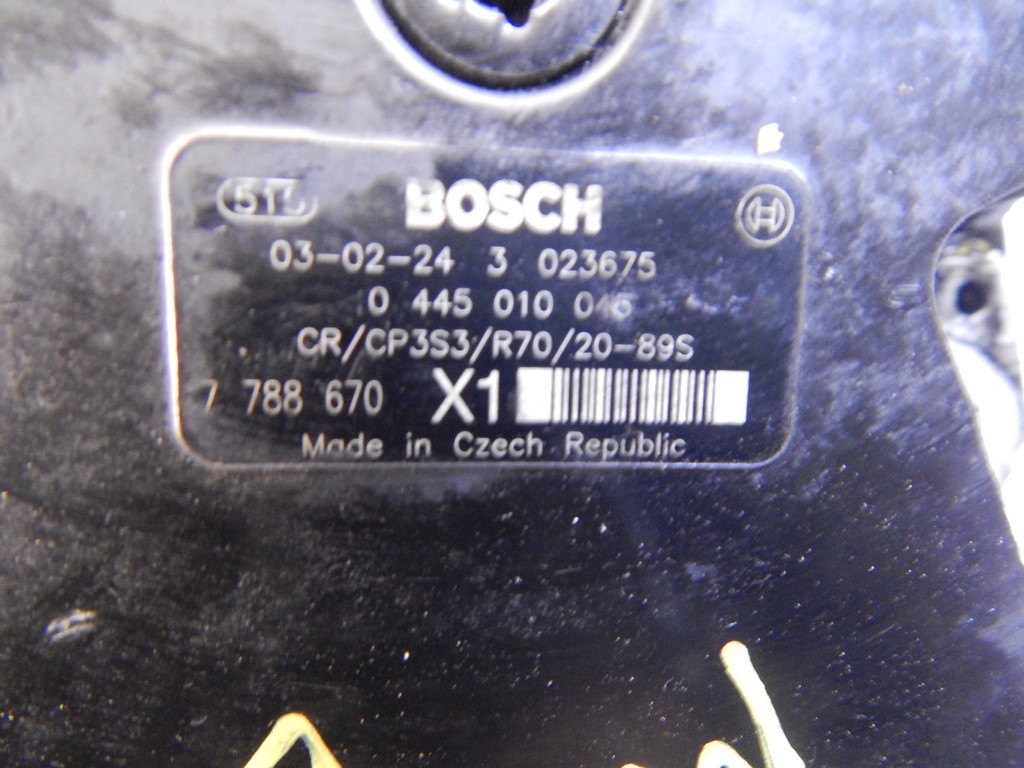 BOSCH
03-02-24 3 023675
0 445 010
CR/CP3S3/R70/20-89S
7 788 670 X1
Made in Czech Republic